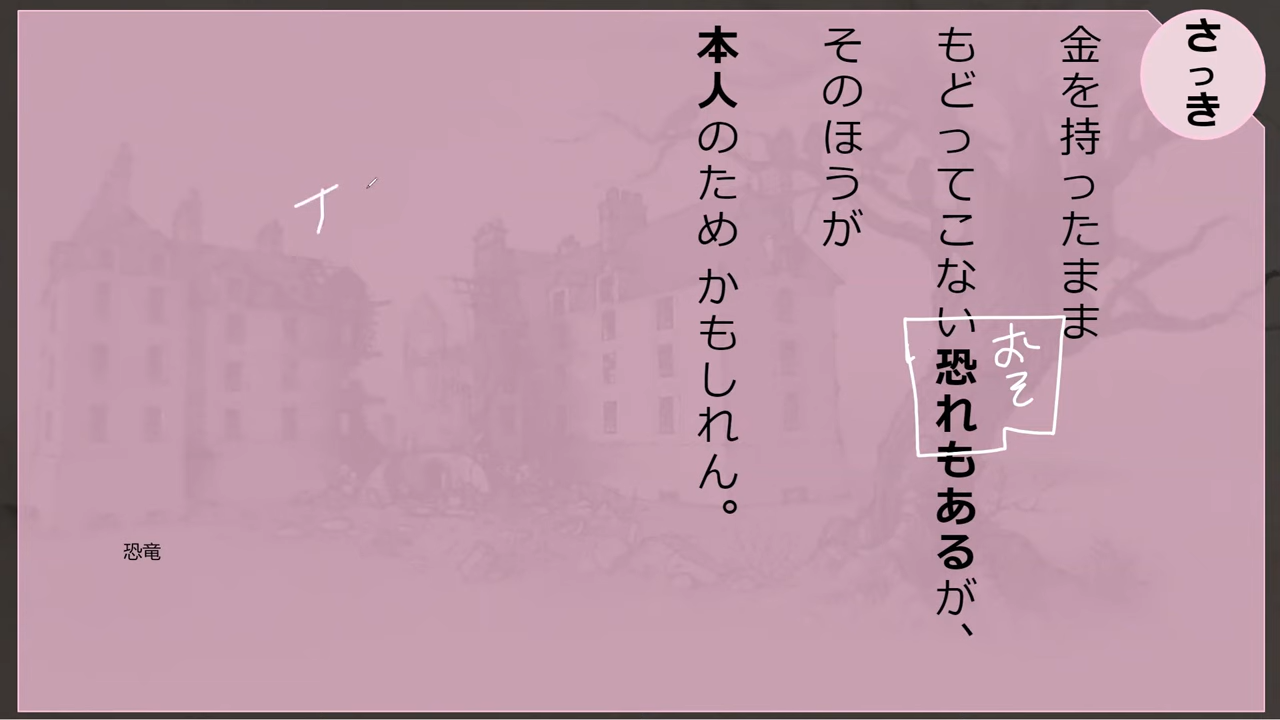 さっき
金を持ったまま
もどってこない恐れもあるが、
おそ
そのほうが
本人のため かもしれん。
恐竜